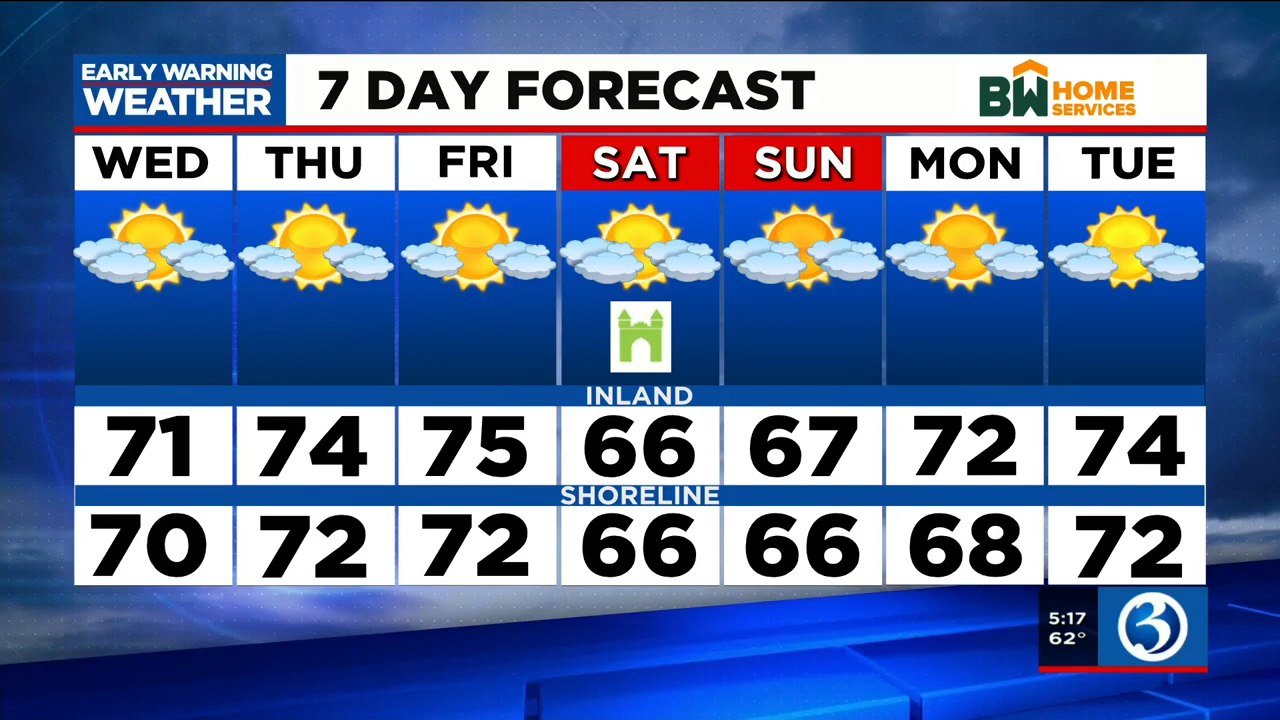 EARLY WARNING
WEATHER
7 DAY FORECAST
BW HOME
SERVICES
WED THU FRI SAT SUN MON TUE
INLAND
71 74 75 66 67 72 74
SHORELINE
70 72 72 66 66 68 72
5:17
62°
3